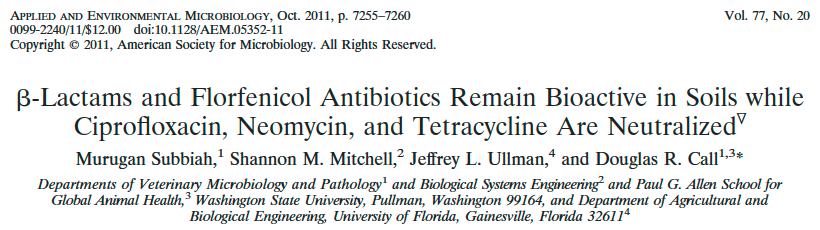 APPLIED AND ENVIRONMENTAL MICROBIOLOGY, Oct. 2011, p. 7255–7260 Vol. 77, No. 20
0099-2240/11/$12.00 doi:10.1128/AEM.05352-11
Copyright © 2011, American Society for Microbiology. All Rights Reserved.
β-Lactams and Florfenicol Antibiotics Remain Bioactive in Soils while
Ciprofloxacin, Neomycin, and Tetracycline Are Neutralized∇
Murugan Subbiah,1 Shannon M. Mitchell,2 Jeffrey L. Ullman,4 and Douglas R. Call1,3*
Departments of Veterinary Microbiology and Pathology1 and Biological Systems Engineering2 and Paul G. Allen School for
Global Animal Health,3 Washington State University, Pullman, Washington 99164, and Department of Agricultural and
Biological Engineering, University of Florida, Gainesville, Florida 326114